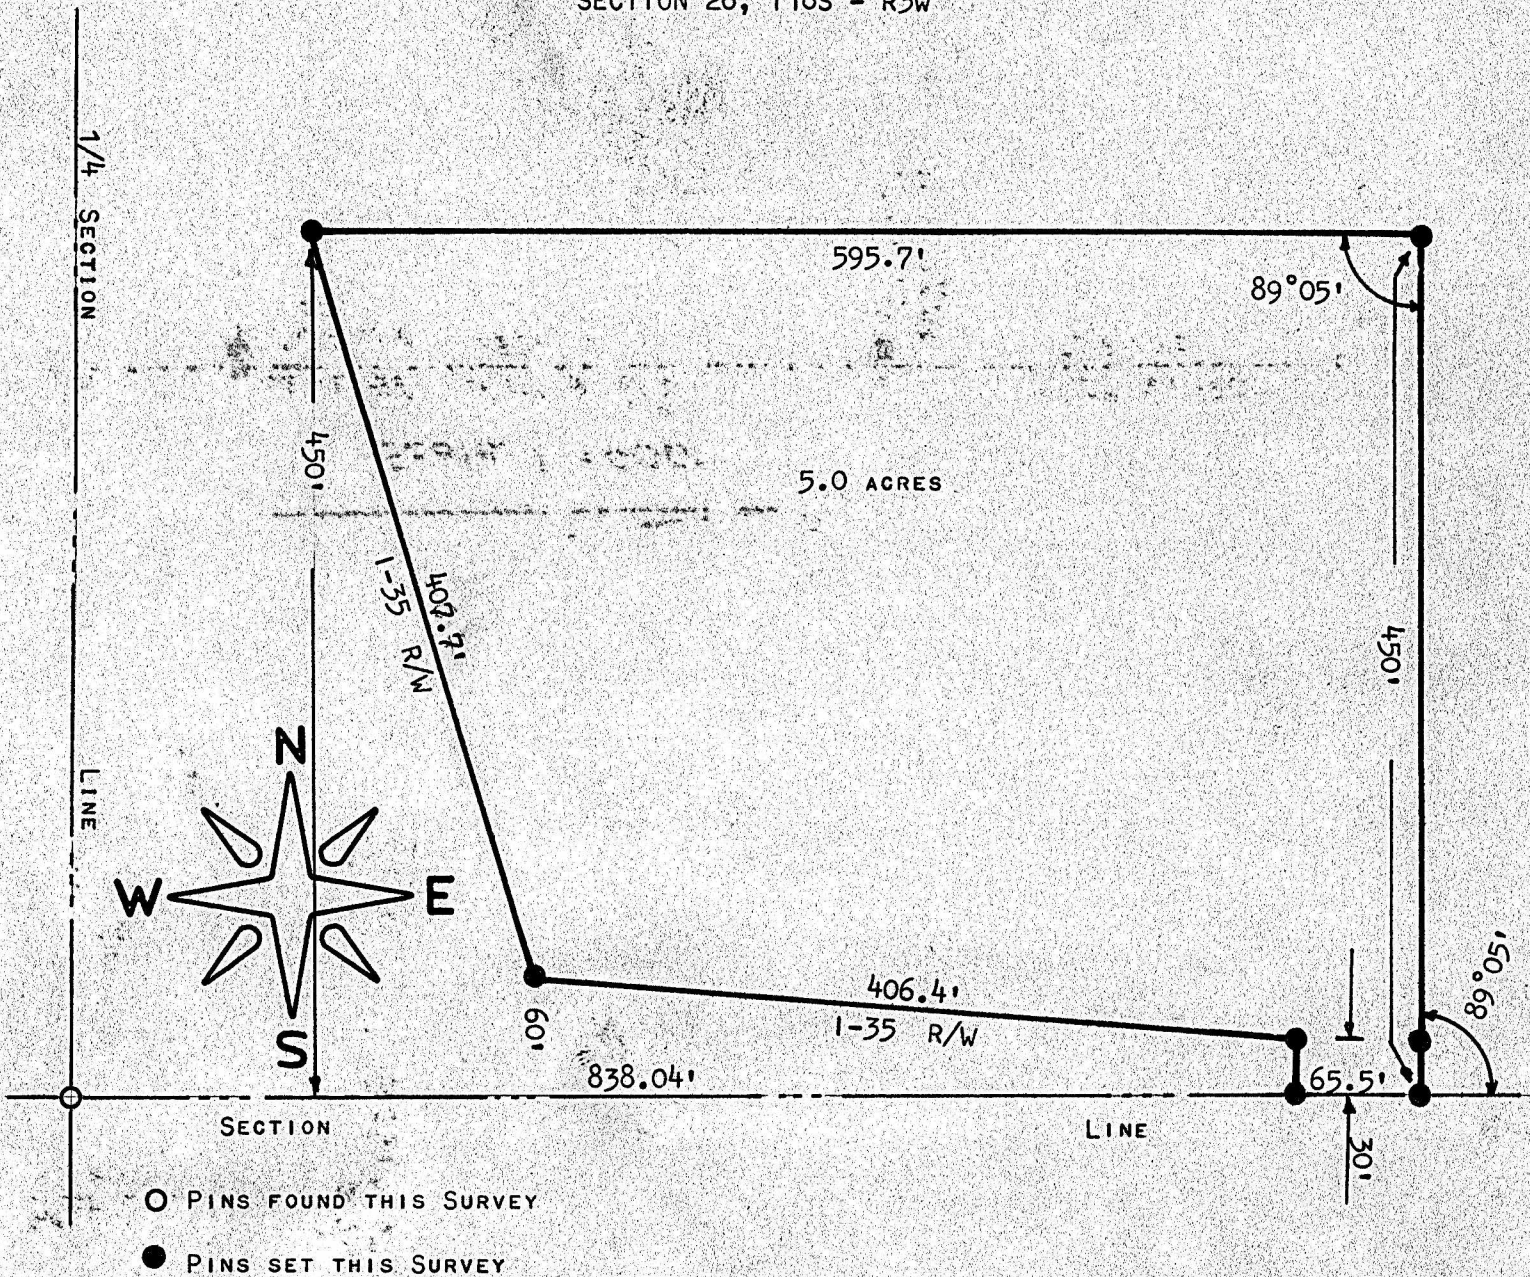 SECTION 26, T16S - R3W
1/4 SECTION
LINE
595.7'
89°05'
450'
5.0 ACRES
407.7'
I-35 R/W
450'
N
W
E
S
60'
406.4'
I-35 R/W
89°05'
838.04'
65.5'
SECTION
LINE
30'
PINS FOUND THIS SURVEY
PINS SET THIS SURVEY